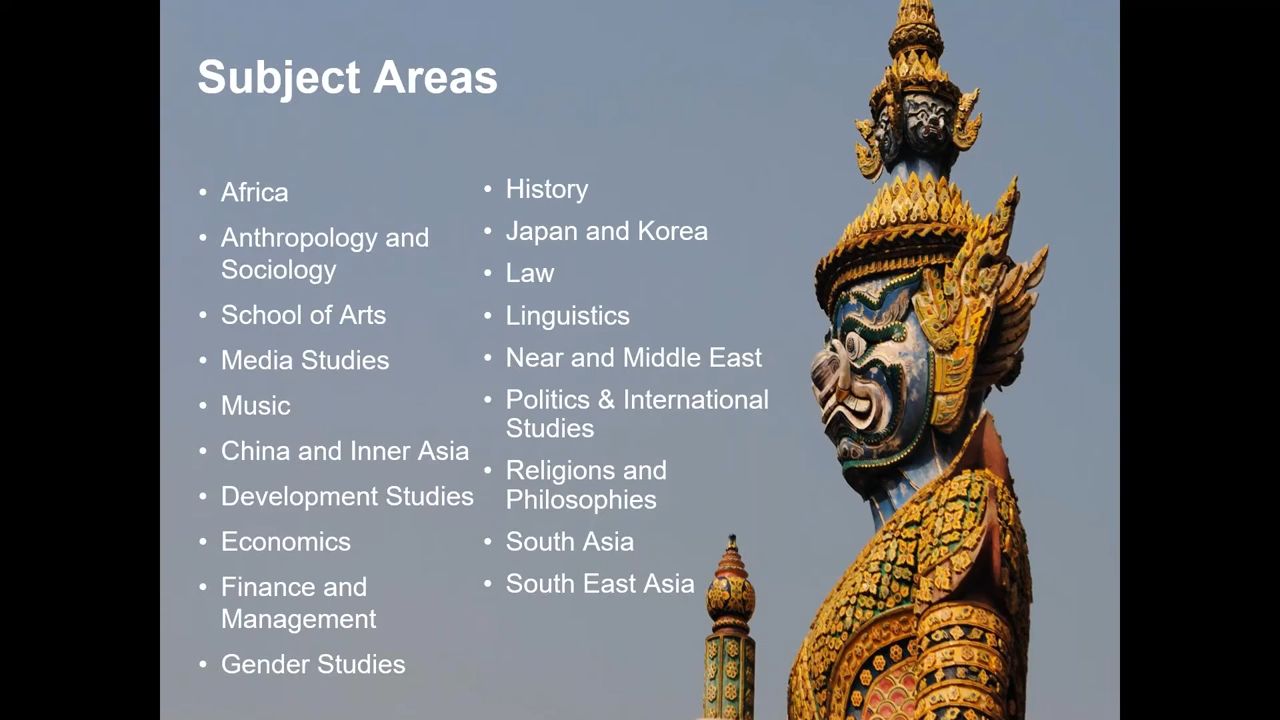 Subject Areas
• Africa
• Anthropology and
Sociology
• School of Arts
• Media Studies
• Music
• China and Inner Asia
• Development Studies
• Economics
• Finance and
Management
• Gender Studies
• History
• Japan and Korea
• Law
• Linguistics
• Near and Middle East
• Politics & International
Studies
• Religions and
Philosophies
• South Asia
• South East Asia